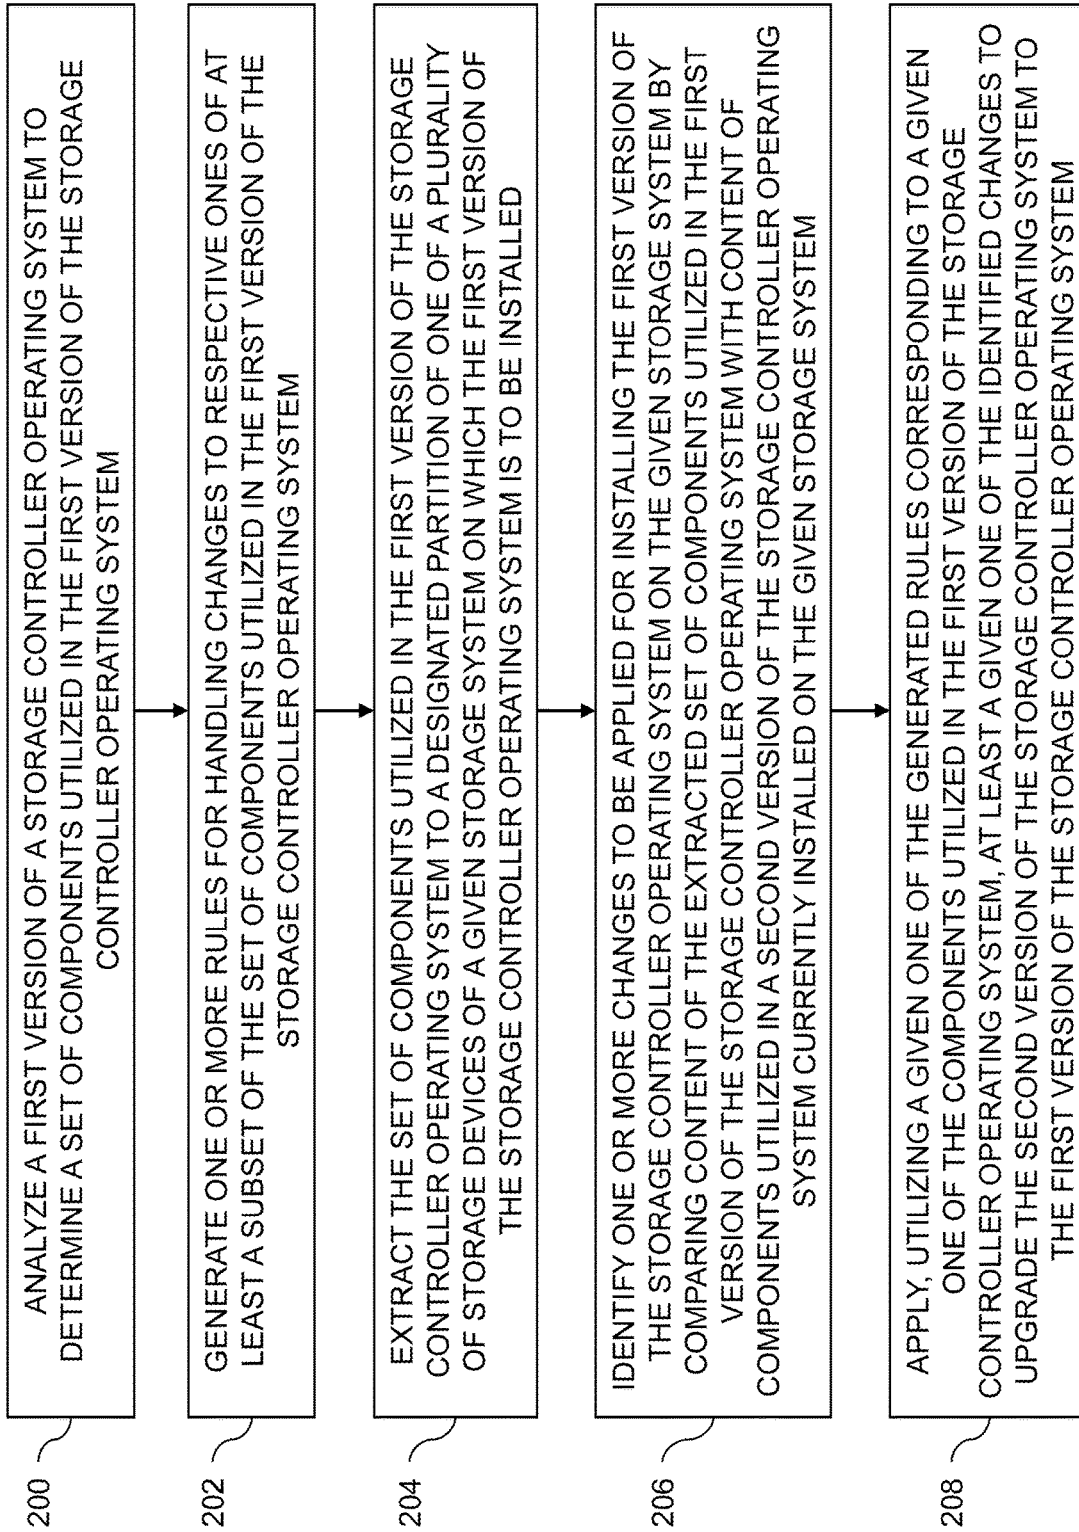 200
ANALYZE A FIRST VERSION OF A STORAGE CONTROLLER OPERATING SYSTEM TO
DETERMINE A SET OF COMPONENTS UTILIZED IN THE FIRST VERSION OF THE STORAGE
CONTROLLER OPERATING SYSTEM
202
GENERATE ONE OR MORE RULES FOR HANDLING CHANGES TO RESPECTIVE ONES OF AT
LEAST A SUBSET OF THE SET OF COMPONENTS UTILIZED IN THE FIRST VERSION OF THE
STORAGE CONTROLLER OPERATING SYSTEM
204
EXTRACT THE SET OF COMPONENTS UTILIZED IN THE FIRST VERSION OF THE STORAGE
CONTROLLER OPERATING SYSTEM TO A DESIGNATED PARTITION OF ONE OF A PLURALITY
OF STORAGE DEVICES OF A GIVEN STORAGE SYSTEM ON WHICH THE FIRST VERSION OF
THE STORAGE CONTROLLER OPERATING SYSTEM IS TO BE INSTALLED
206
IDENTIFY ONE OR MORE CHANGES TO BE APPLIED FOR INSTALLING THE FIRST VERSION OF
THE STORAGE CONTROLLER OPERATING SYSTEM ON THE GIVEN STORAGE SYSTEM BY
COMPARING CONTENT OF THE EXTRACTED SET OF COMPONENTS UTILIZED IN THE FIRST
VERSION OF THE STORAGE CONTROLLER OPERATING SYSTEM WITH CONTENT OF
COMPONENTS UTILIZED IN A SECOND VERSION OF THE STORAGE CONTROLLER OPERATING
SYSTEM CURRENTLY INSTALLED ON THE GIVEN STORAGE SYSTEM
208
APPLY, UTILIZING A GIVEN ONE OF THE GENERATED RULES CORRESPONDING TO A GIVEN
ONE OF THE COMPONENTS UTILIZED IN THE FIRST VERSION OF THE STORAGE
CONTROLLER OPERATING SYSTEM, AT LEAST A GIVEN ONE OF THE IDENTIFIED CHANGES TO
UPGRADE THE SECOND VERSION OF THE STORAGE CONTROLLER OPERATING SYSTEM TO
THE FIRST VERSION OF THE STORAGE CONTROLLER OPERATING SYSTEM